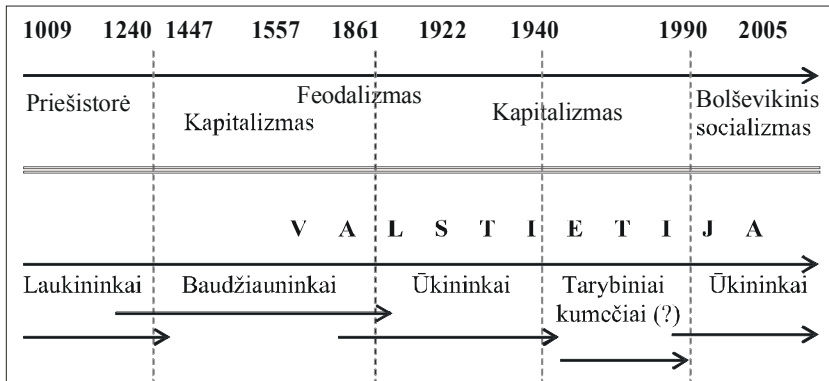 1009 1240 1447 1557 1861 1922 1940 1990 2005
Priešistorė Kapitalizmas Feodalizmas Kapitalizmas Bolševikinis
socializmas
V A L S T I E T I J A
Laukininkai Baudžiauninkai Ūkininkai Tarybiniai Ūkininkai
kumečiai (?)